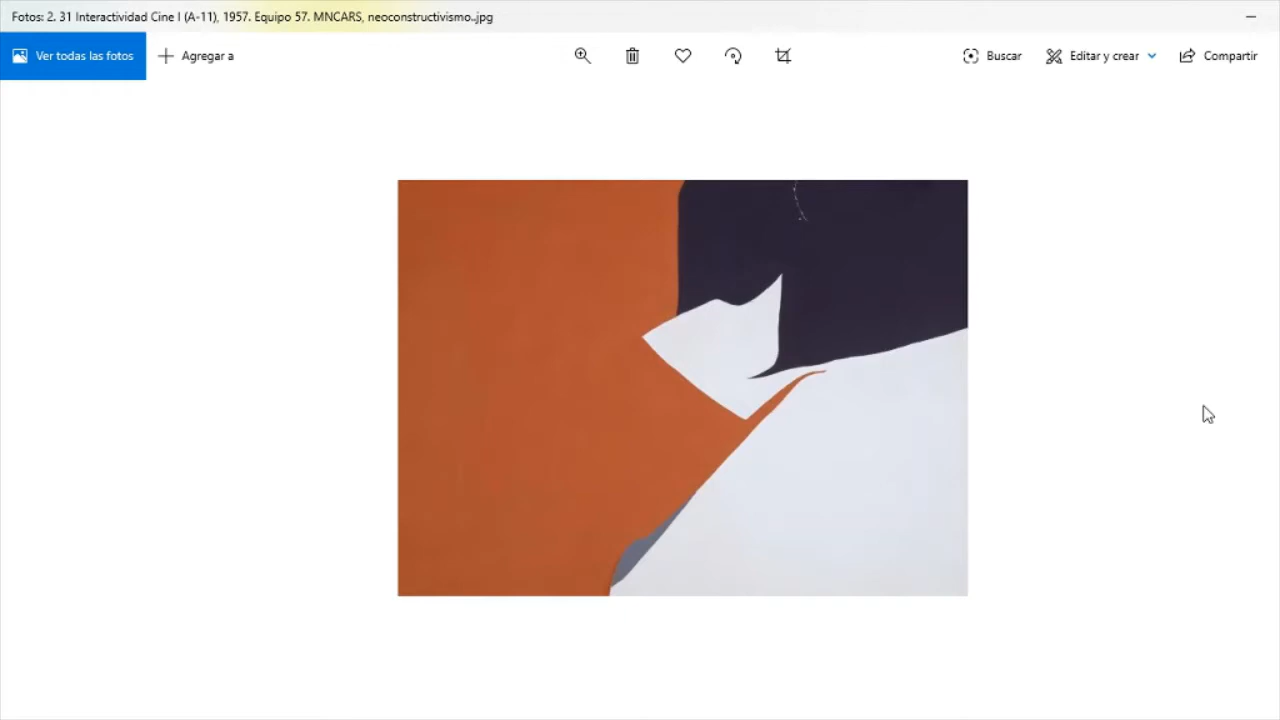 Fotos: 2. 31 Interactividad Cine I (A-11), 1957. Equipo 57. MNCARS, neoconstructivismo..jpg
Ver todas las fotos
Agregar a
Buscar
Editar y crear
Compartir